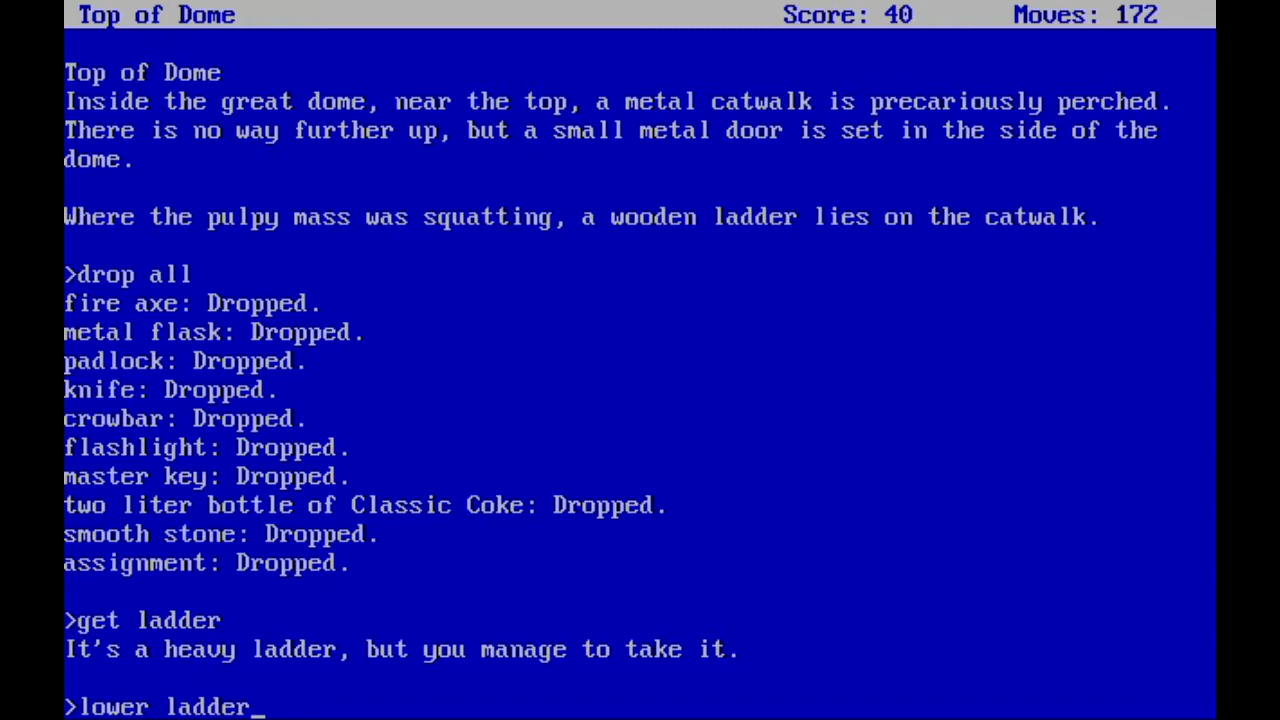 Top of Dome Score: 40 Moves: 172
Top of Dome
Inside the great dome, near the top, a metal catwalk is precariously perched.
There is no way further up, but a small metal door is set in the side of the
dome.
Where the pulpy mass was squatting, a wooden ladder lies on the catwalk.
>drop all
fire axe: Dropped.
metal flask: Dropped.
padlock: Dropped.
knife: Dropped.
crowbar: Dropped.
flashlight: Dropped.
master key: Dropped.
two liter bottle of Classic Coke: Dropped.
smooth stone: Dropped.
assignment: Dropped.
>get ladder
It's a heavy ladder, but you manage to take it.
>lower ladder_